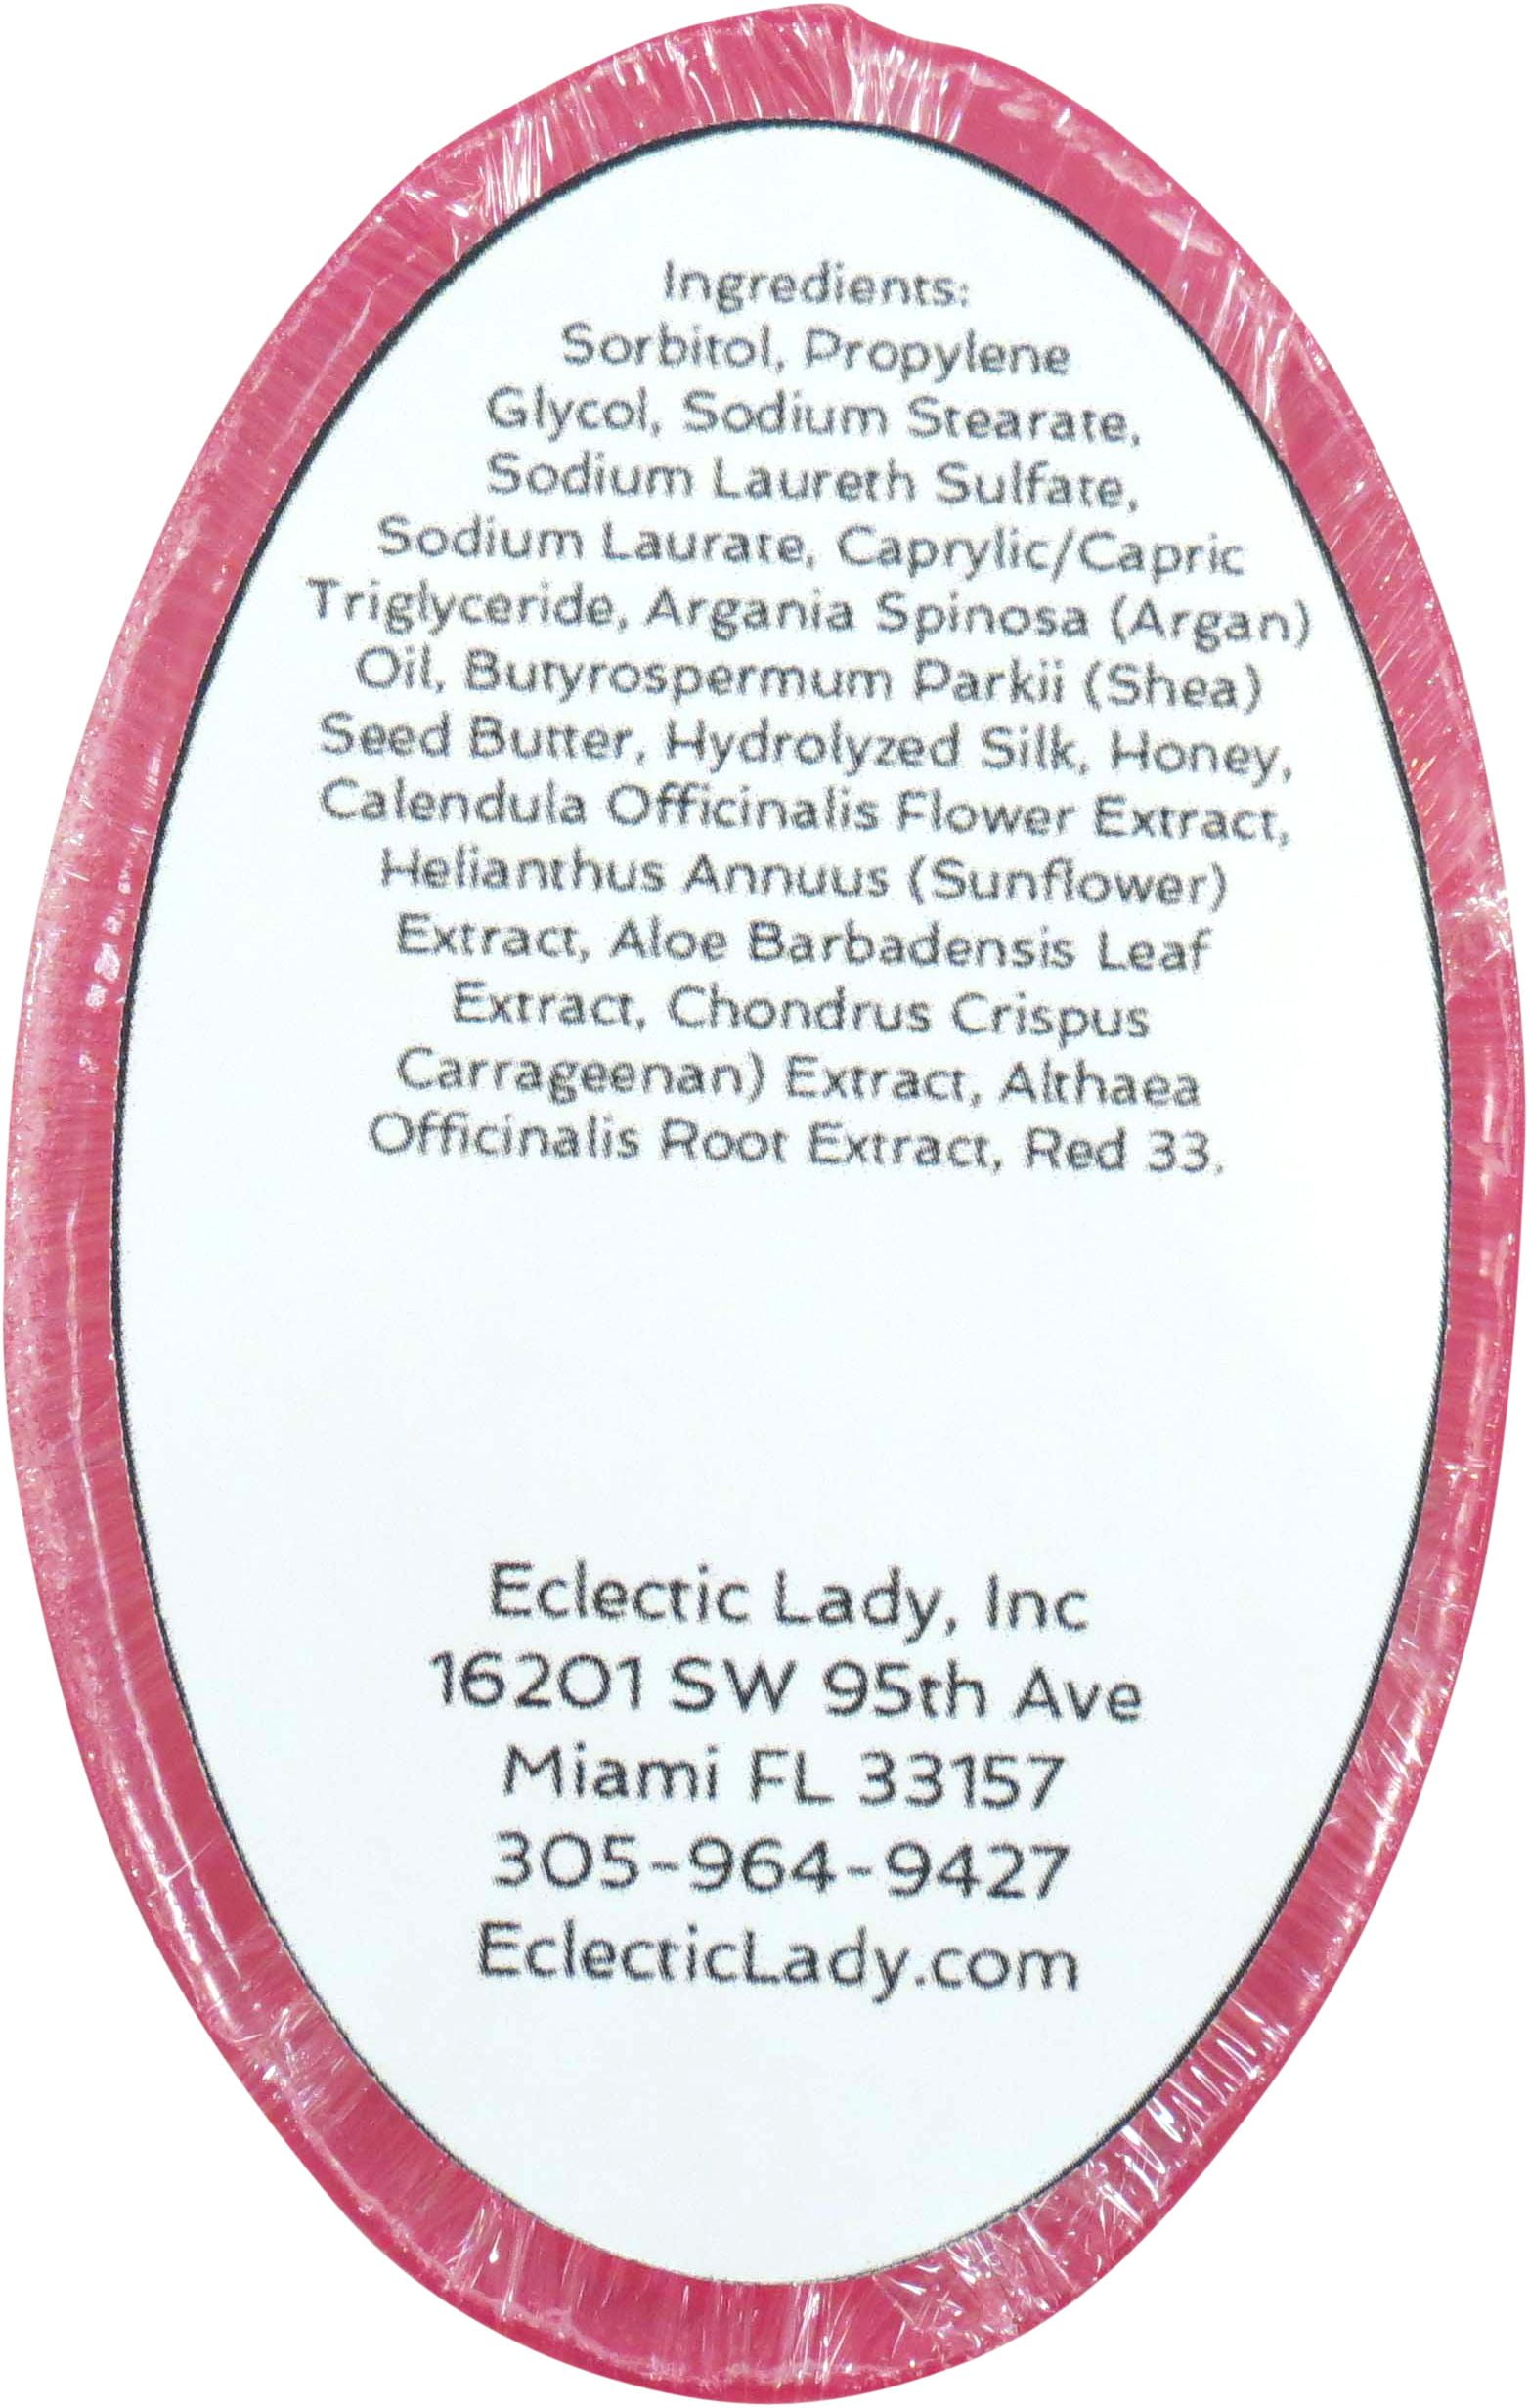 Ingredients:
Sorbitol, Propylene
Glycol, Sodium Stearate,
Sodium Laureth Sulfate,
Sodium Laurate, Caprylic/Capric
Triglyceride, Argania Spinosa (Argan)
Oil, Butyrospermum Parkii (Shea)
Seed Butter, Hydrolyzed Silk, Honey,
Calendula Officinalis Flower Extract,
Helianthus Annuus (Sunflower)
Extract, Aloe Barbadensis Leaf
Extract, Chondrus Crispus
Carrageenan) Extract, Althaea
Officinalis Root Extract, Red 33.
Eclectic Lady, Inc
16201 SW 95th Ave
Miami FL 33157
305-964-9427
EclecticLady.com